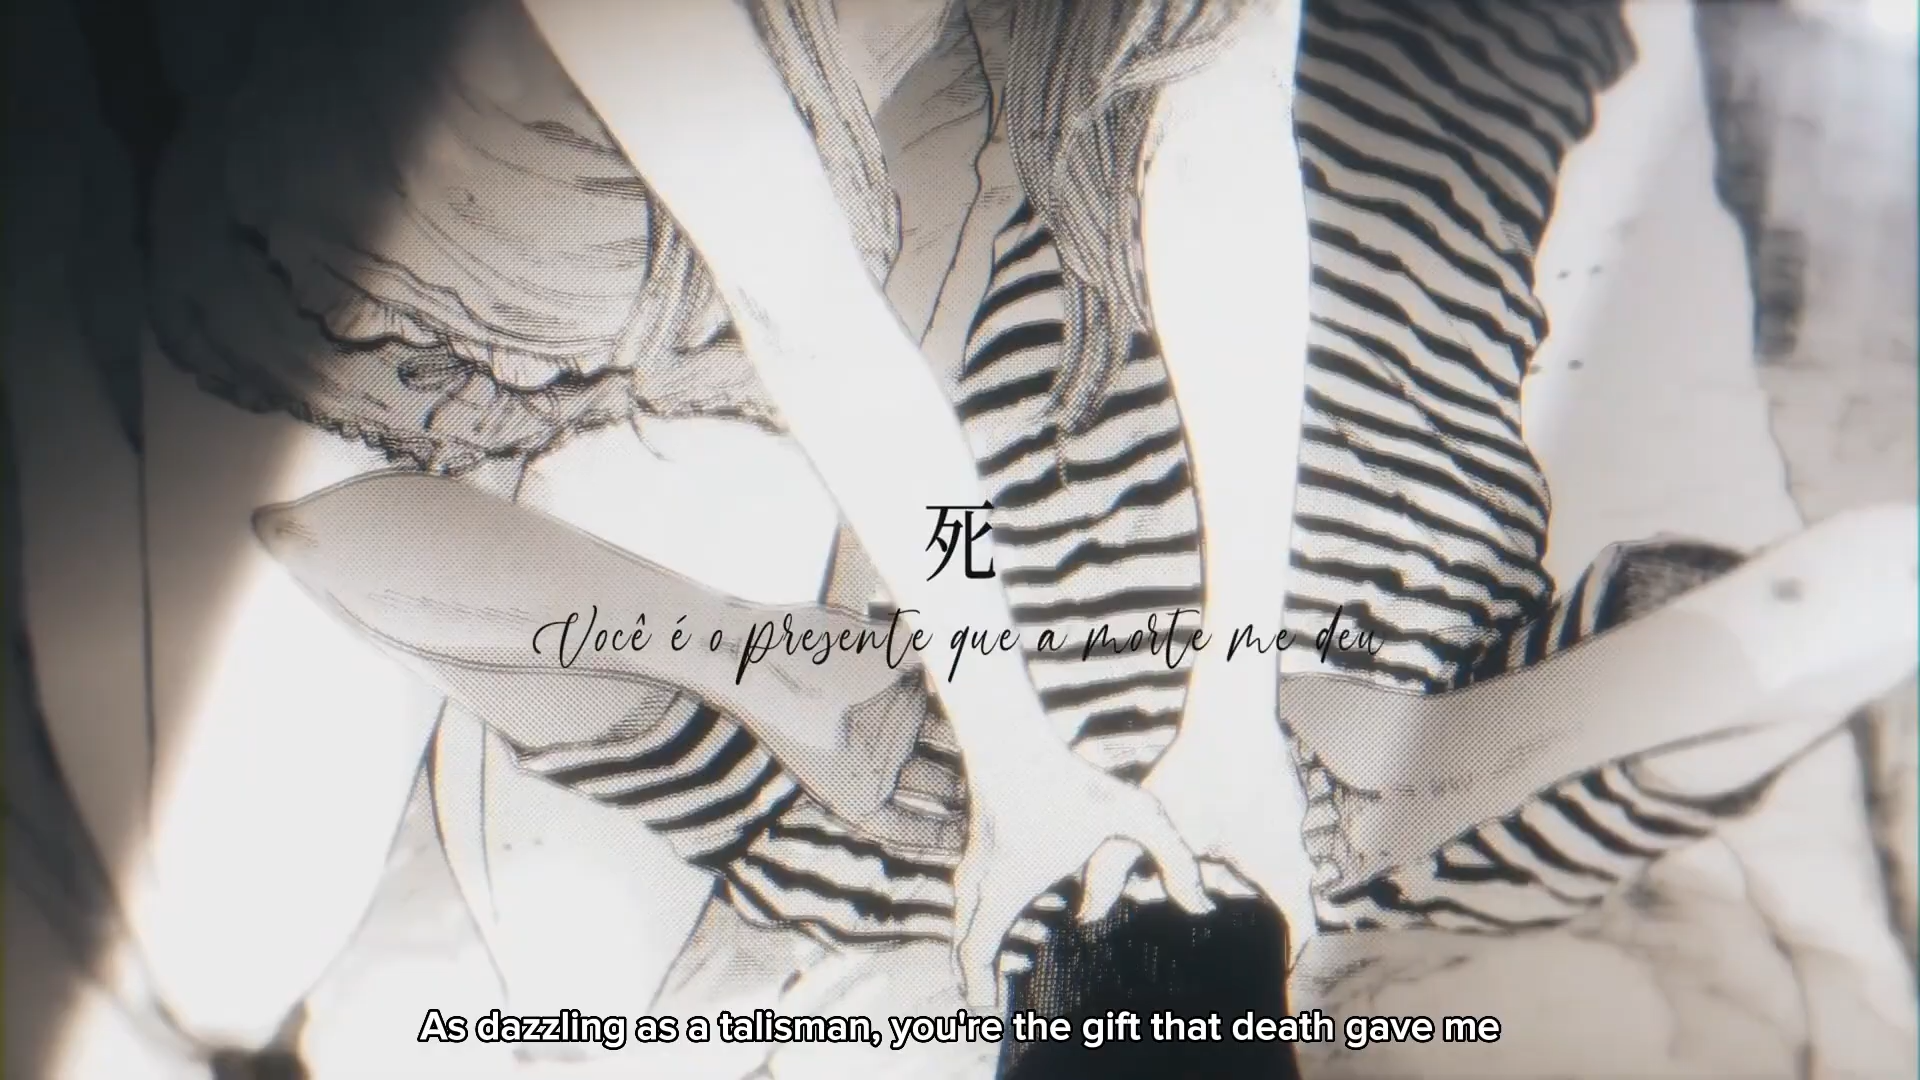 死
Você é o presente que a morte me deu
As dazzling as a talisman, you're the gift that death gave me